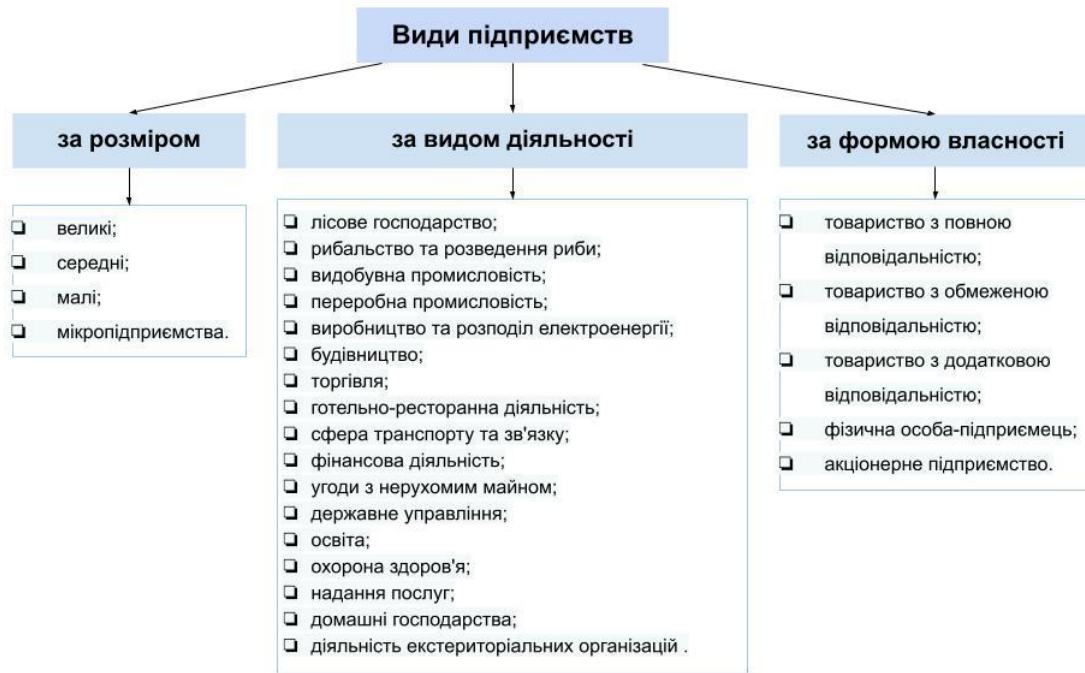 Види підприємств
за розміром
великі;
середні;
малі;
мікропідприємства.
за видом діяльності
лісове господарство;
рибальство та розведення риби;
видобувна промисловість;
переробна промисловість;
виробництво та розподіл електроенергії;
будівництво;
торгівля;
готельно-ресторанна діяльність;
сфера транспорту та зв'язку;
фінансова діяльність;
угоди з нерухомим майном;
державне управління;
освіта;
охорона здоров'я;
надання послуг;
домашні господарства;
діяльність екстериторіальних організацій .
за формою власності
товариство з повною
відповідальністю;
товариство з обмеженою
відповідальністю;
товариство з додатковою
відповідальністю;
фізична особа-підприємець;
акціонерне підприємство.